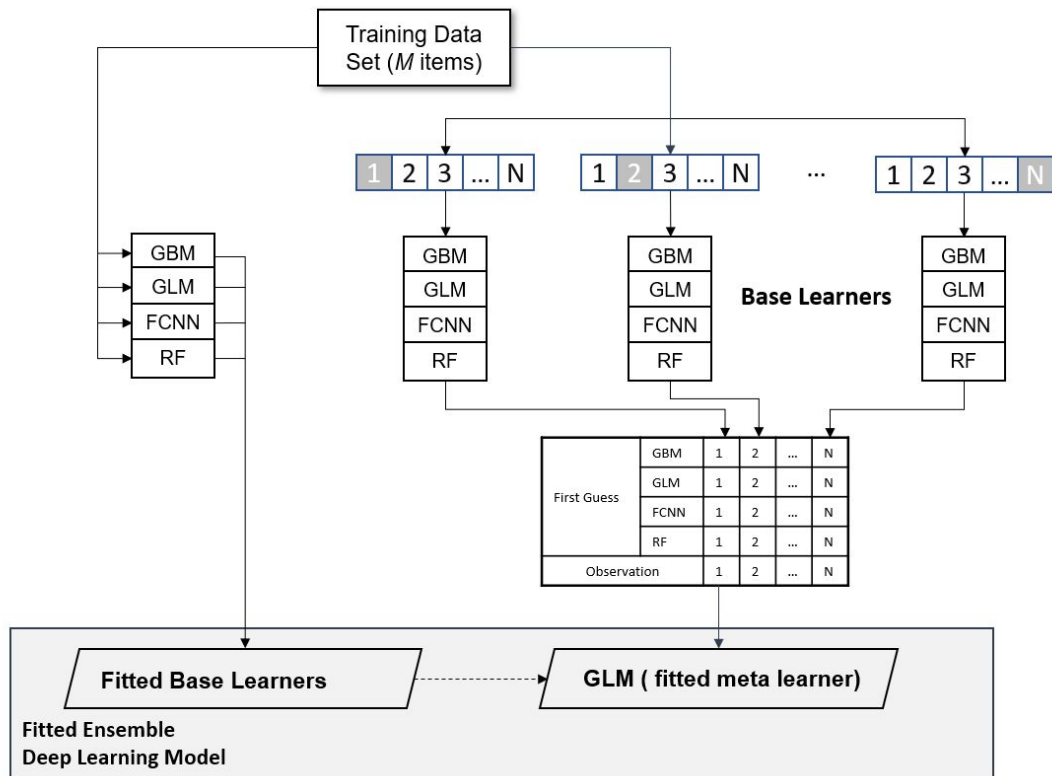 Training Data
Set (M items)
1 2 3 ... N
1 2 3 ... N
...
1 2 3 ... N
GBM
GLM
FCNN
RF
GBM
GLM
FCNN
RF
GBM
GLM
FCNN
RF
Base Learners
GBM
GLM
FCNN
RF
First Guess
GBM 1 2 ... N
GLM 1 2 ... N
FCNN 1 2 ... N
RF 1 2 ... N
Observation 1 2 ... N
Fitted Base Learners
GLM ( fitted meta learner)
Fitted Ensemble
Deep Learning Model